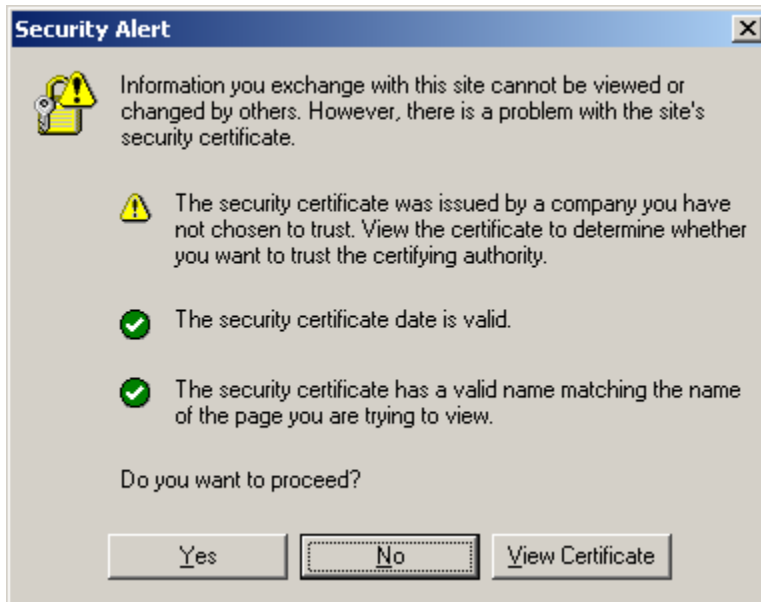 Security Alert
Information you exchange with this site cannot be viewed or
changed by others. However, there is a problem with the site's
security certificate.
The security certificate was issued by a company you have
not chosen to trust. View the certificate to determine whether
you want to trust the certifying authority.
The security certificate date is valid.
The security certificate has a valid name matching the name
of the page you are trying to view.
Do you want to proceed?
Yes No View Certificate